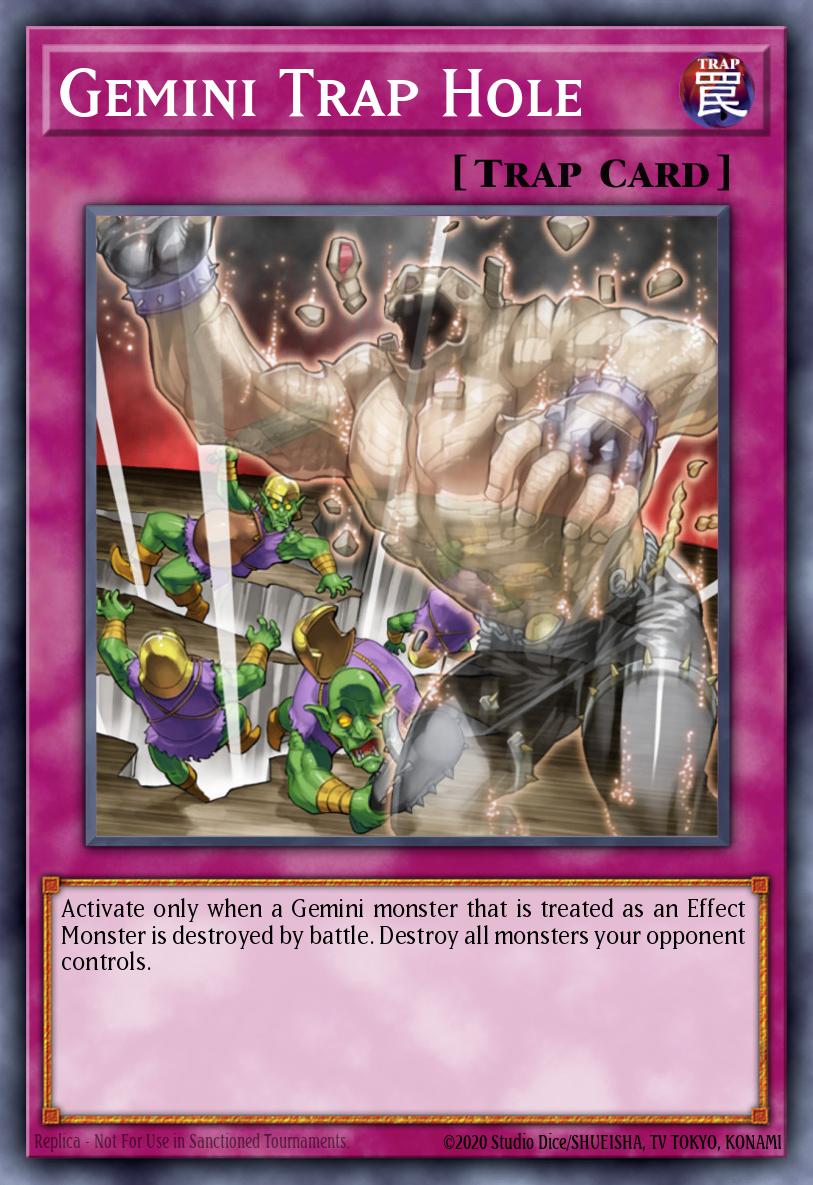 Gemini Trap Hole
TRAP
罠
[Trap Card]
Activate only when a Gemini monster that is treated as an Effect
Monster is destroyed by battle. Destroy all monsters your opponent
controls.
Replica - Not For Use in Sanctioned Tournaments.
©2020 Studio Dice/SHUEISHA, TV TOKYO, KONAMI